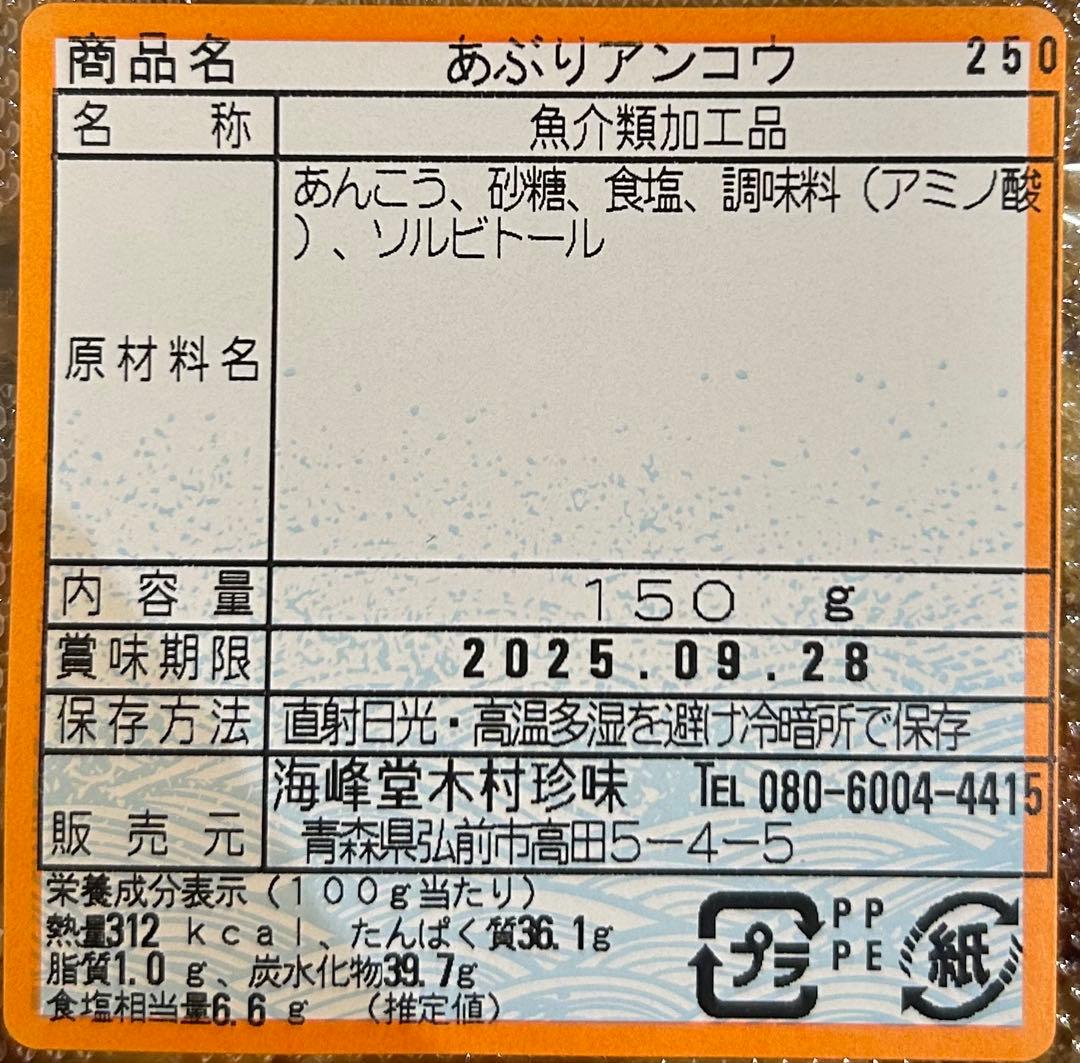 商品名 あぶりアンコウ 250
名称 魚介類加工品
原材料名 あんこう、砂糖、食塩、調味料（アミノ酸
）、ソルビトール
内容量 150 g
賞味期限 2025.09.28
保存方法 直射日光・高温多湿を避け冷暗所で保存
販売元 海峰堂木村珍味 TEL 080-6004-4415
青森県弘前市高田5-4-5
栄養成分表示（100g当たり）
熱量312 kcal、たんぱく質36.1g
脂質1.0 g、炭水化物39.7g
食塩相当量6.6 g （推定値）
プラ
PP
PE
紙